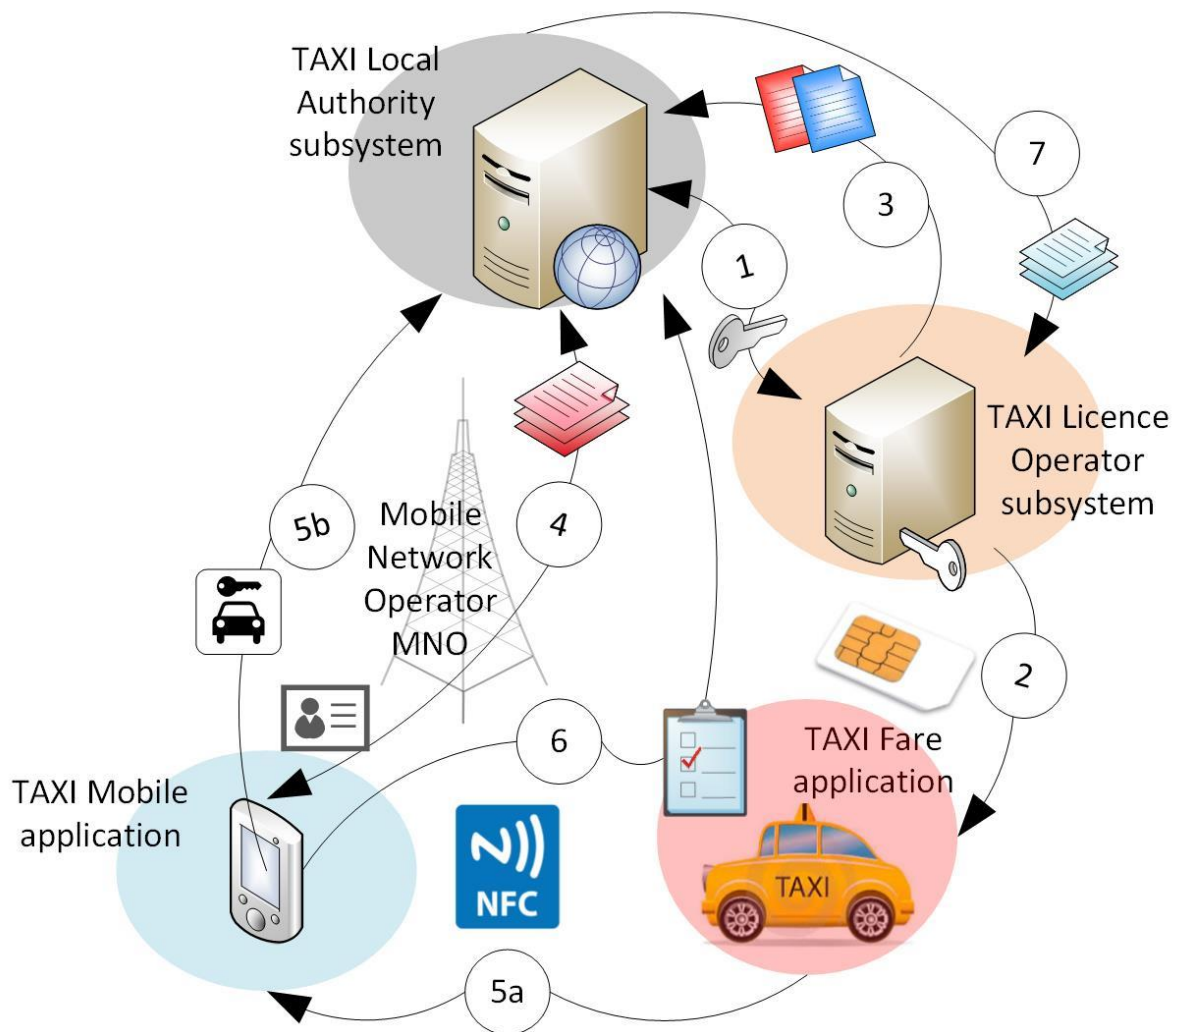 TAXI Local
Authority
subsystem
7
3
1
TAXI Licence
Operator
subsystem
5b
Mobile
Network
Operator
MNO
4
2
6
TAXI Fare
application
TAXI Mobile
application
N
NFC
TAXI
5a